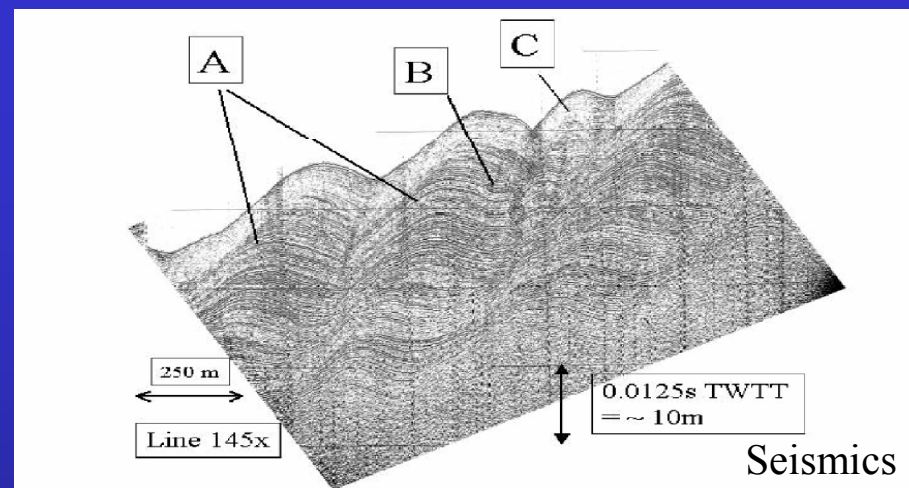 A
B
C
250 m
Line 145x
0.0125s TWTT
= ~ 10m
Seismics